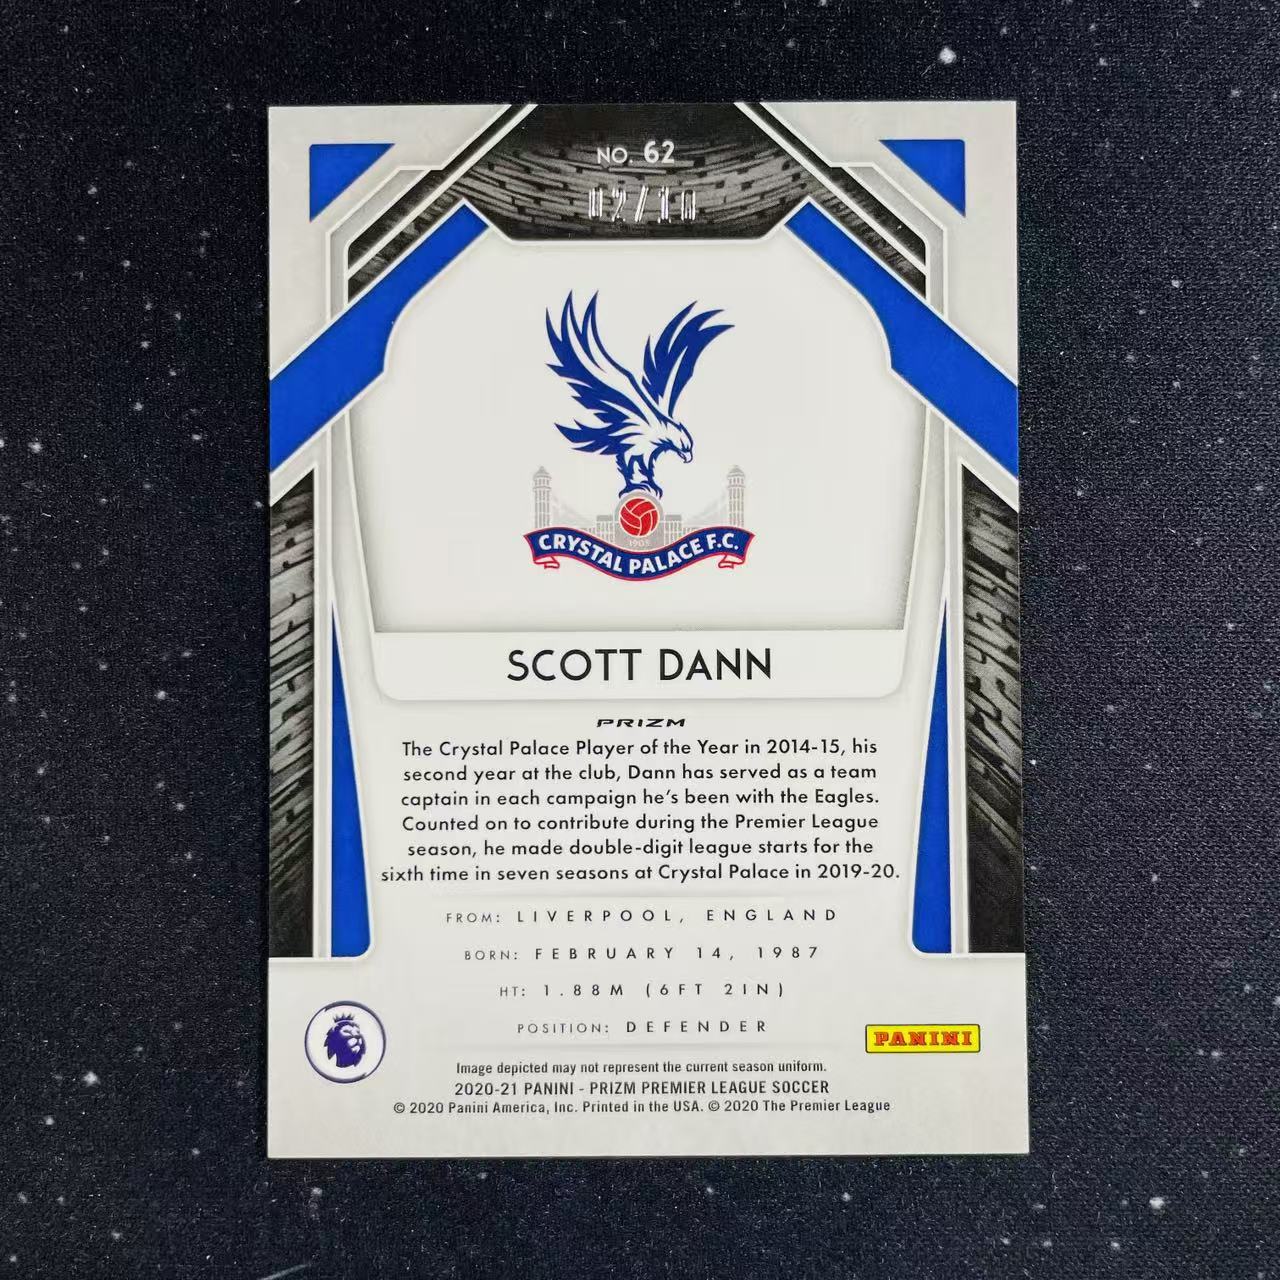 NO. 62
02/10
1905
CRYSTAL PALACE F.C.
SCOTT DANN
PRIZM
The Crystal Palace Player of the Year in 2014-15, his
second year at the club, Dann has served as a team
captain in each campaign he's been with the Eagles.
Counted on to contribute during the Premier League
season, he made double-digit league starts for the
sixth time in seven seasons at Crystal Palace in 2019-20.
FROM: LIVERPOOL, ENGLAND
BORN: FEBRUARY 14, 1987
HT: 1.88M (6FT 2IN)
POSITION: DEFENDER
PANINI
Image depicted may not represent the current season uniform.
2020-21 PANINI - PRIZM PREMIER LEAGUE SOCCER
© 2020 Panini America, Inc. Printed in the USA. © 2020 The Premier League